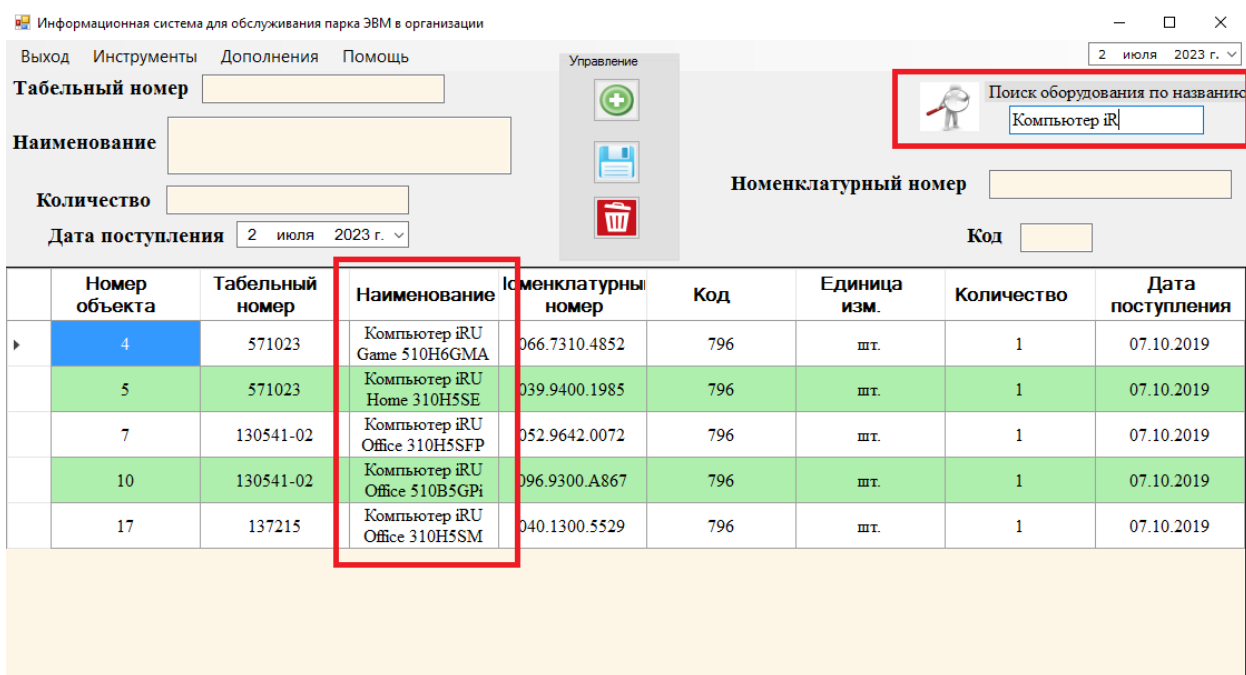 Информационная система для обслуживания парка ЭВМ в организации
Выход Инструменты Дополнения Помощь
2 июля 2023 г.
Управление
Табельный номер
Поиск оборудования по названию
Компьютер iR
Наименование
Номенклатурный номер
Количество
Дата поступления 2 июля 2023 г.
Код
Номер объекта Табельный номер Наименование оменклатурны номер Код Единица изм. Количество Дата поступления
4 571023 Компьютер iRU Game 510H6GMA 066.7310.4852 796 шт. 1 07.10.2019
5 571023 Компьютер iRU Home 310H5SE 039.9400.1985 796 шт. 1 07.10.2019
7 130541-02 Компьютер iRU Office 310H5SFP 052.9642.0072 796 шт. 1 07.10.2019
10 130541-02 Компьютер iRU Office 510B5GPi 096.9300.A867 796 шт. 1 07.10.2019
17 137215 Компьютер iRU Office 310H5SM 040.1300.5529 796 шт. 1 07.10.2019